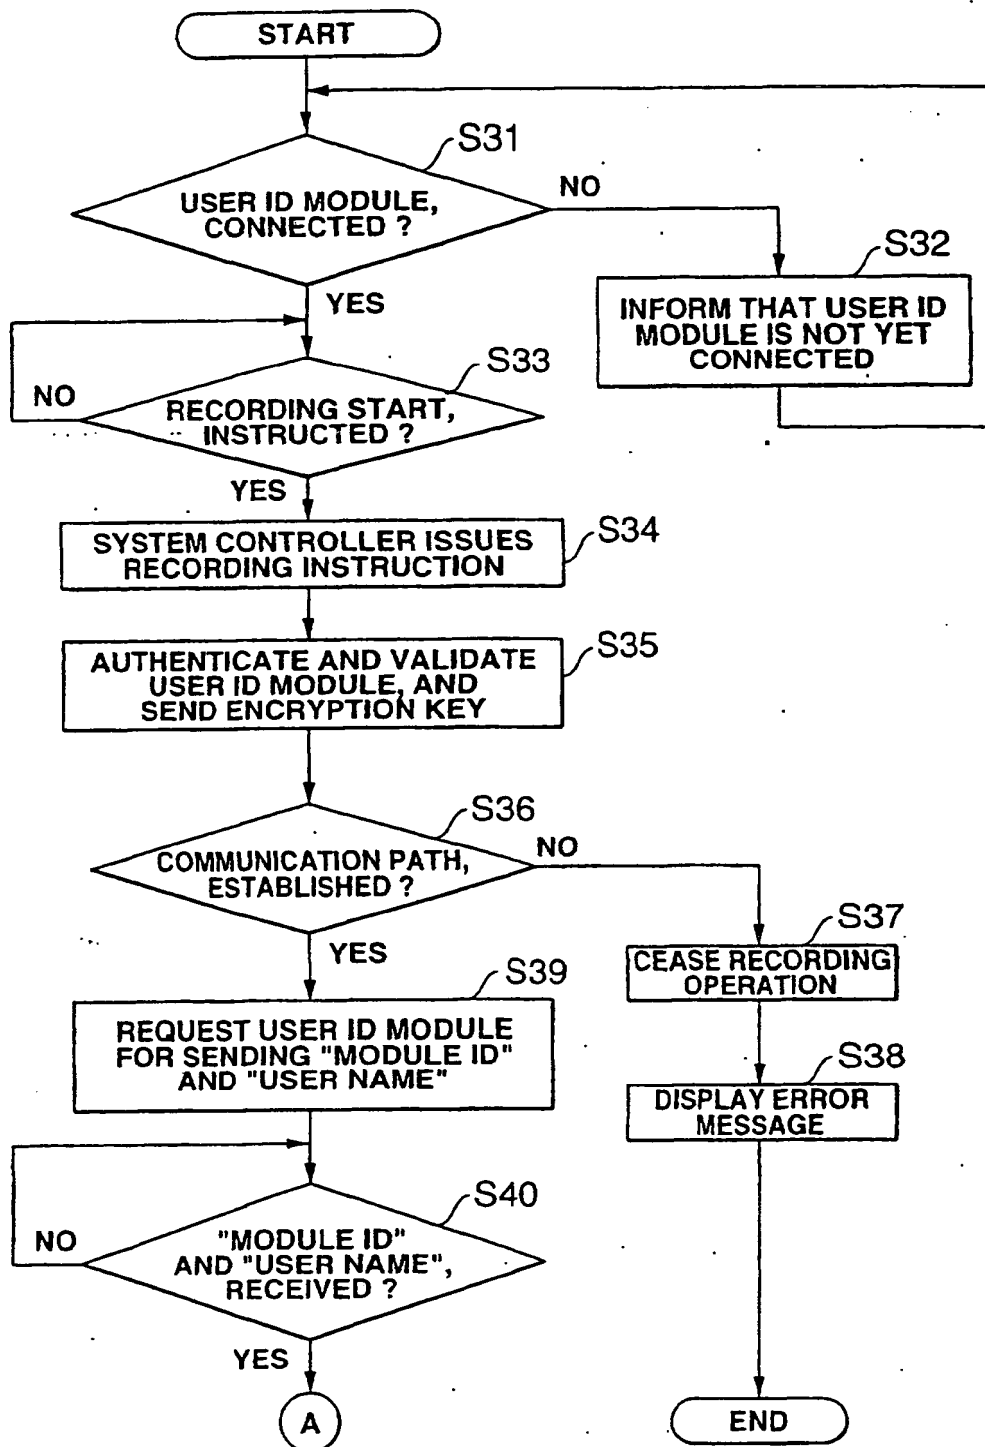 START
S31
USER ID MODULE,
CONNECTED ?
NO
YES
S32
INFORM THAT USER ID
MODULE IS NOT YET
CONNECTED
S33
NO
RECORDING START,
INSTRUCTED ?
YES
S34
SYSTEM CONTROLLER ISSUES
RECORDING INSTRUCTION
S35
AUTHENTICATE AND VALIDATE
USER ID MODULE, AND
SEND ENCRYPTION KEY
S36
COMMUNICATION PATH,
ESTABLISHED ?
NO
YES
S37
CEASE RECORDING
OPERATION
S39
REQUEST USER ID MODULE
FOR SENDING "MODULE ID"
AND "USER NAME"
S38
DISPLAY ERROR
MESSAGE
S40
NO
"MODULE ID"
AND "USER NAME",
RECEIVED ?
YES
A
END